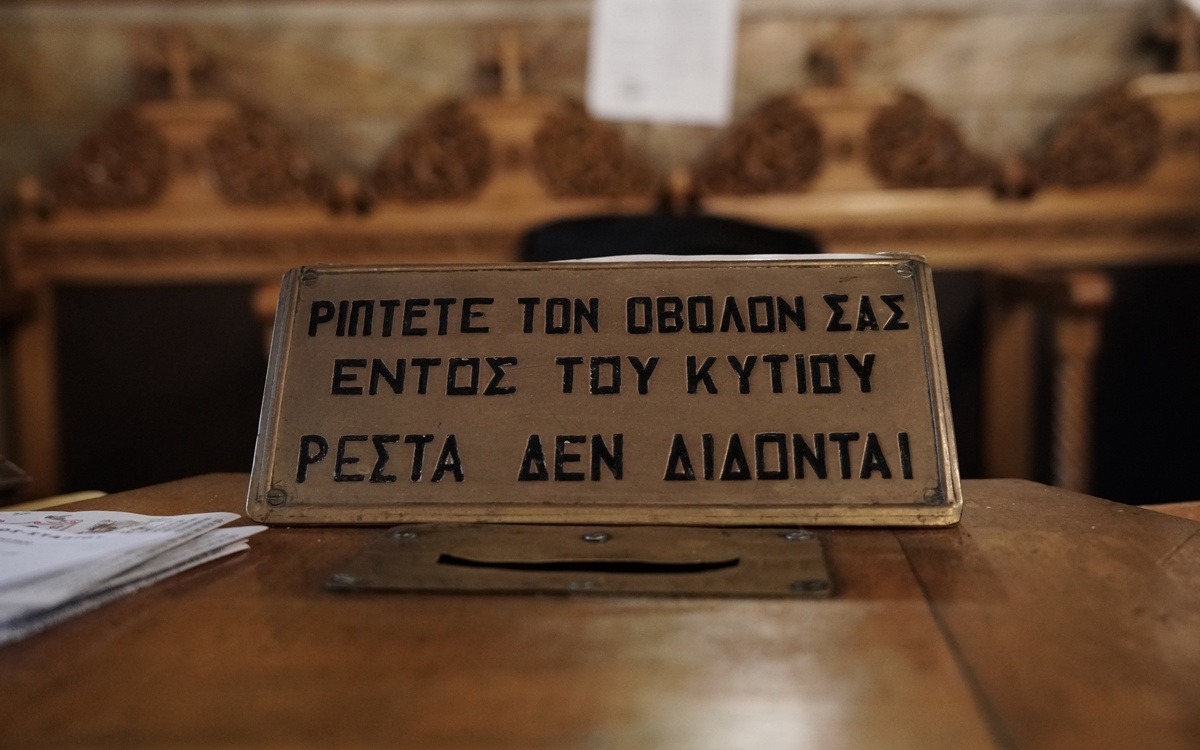 ΡΙΠΤΕΤΕ ΤΟΝ ΟΒΟΛΟΝ ΣΑΣ
ΕΝΤΟΣ ΤΟΥ ΚΥΤΙΟΥ
ΡΕΣΤΑ ΔΕΝ ΔΙΔΟΝΤΑΙ